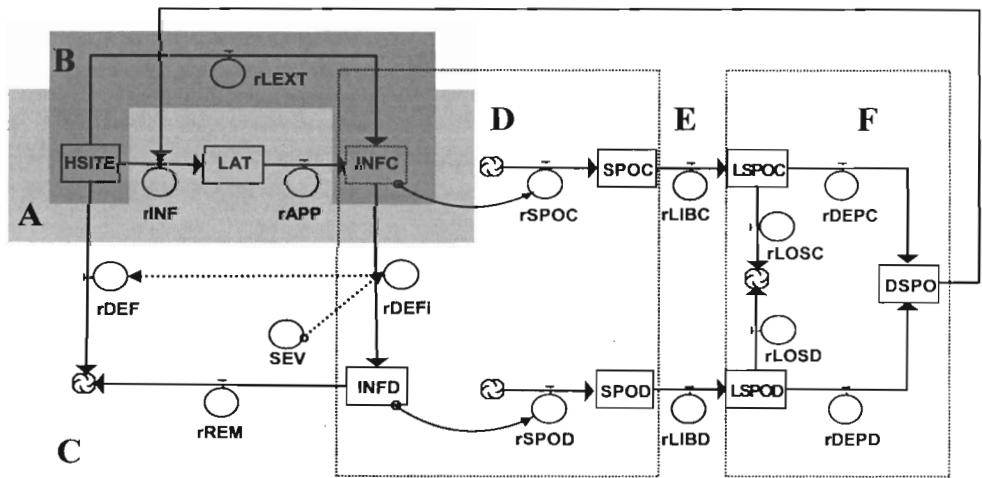 B
rLEXT
D
E
F
HSITE
LAT
INFC
SPOC
LSPOC
A
rINF
rAPP
rSPOC
rLIBC
rDEPC
rLOSC
rDEF
rDEFi
DSPO
SEV
rLOSD
INFD
SPOD
LSPOD
rREM
rSPOD
rLIBD
rDEPD
C